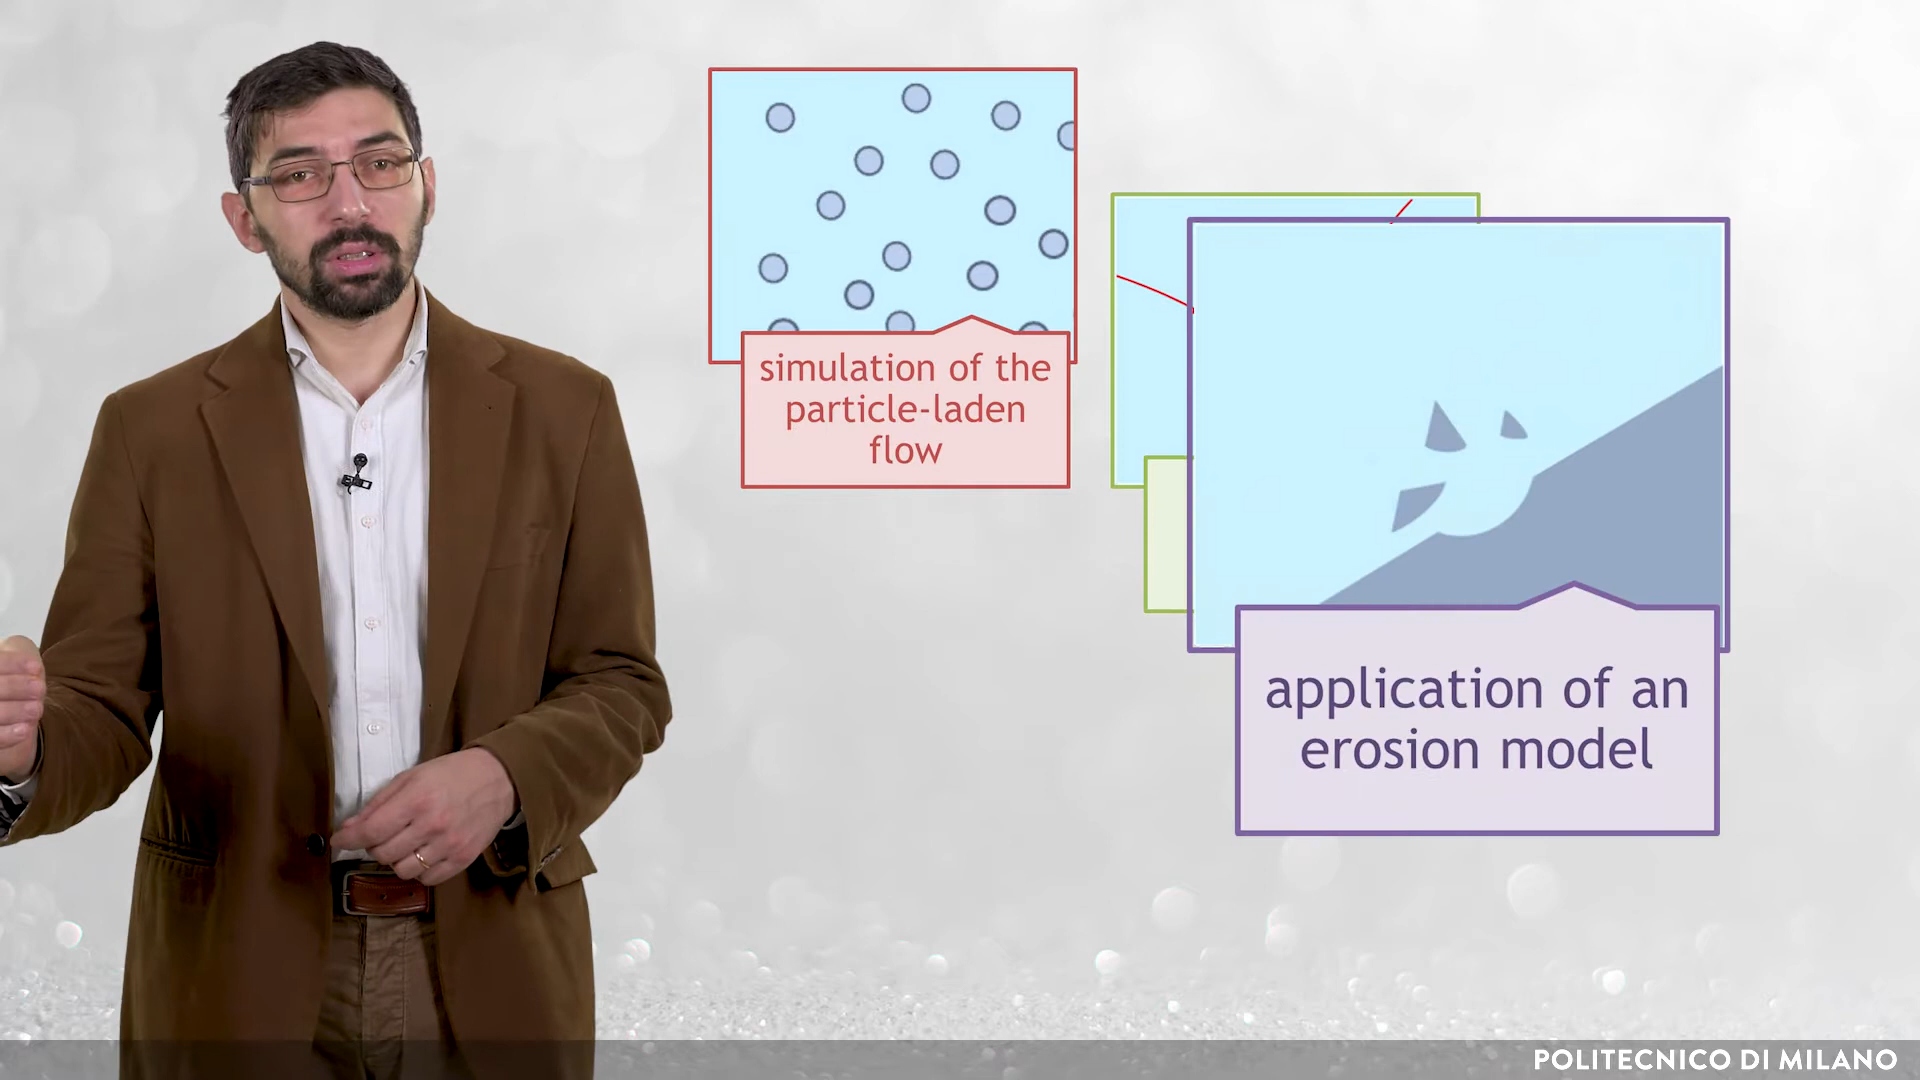 simulation of the
particle-laden
flow
application of an
erosion model
POLITECNICO DI MILANO